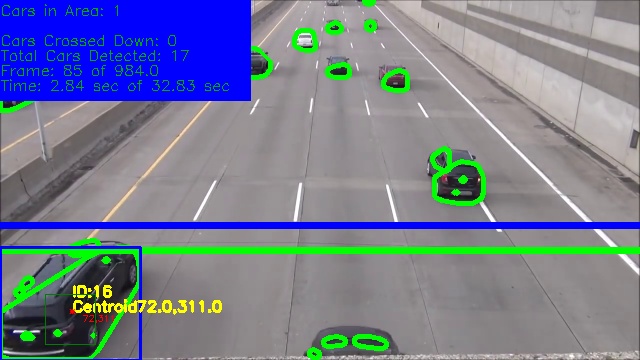 Cars in Area: 1
Cars Crossed Down: 0
Total Cars Detected: 17
Frame: 85 of 984.0
Time: 2.84 sec of 32.83 sec
ID:16
Centroid72.0,311.0